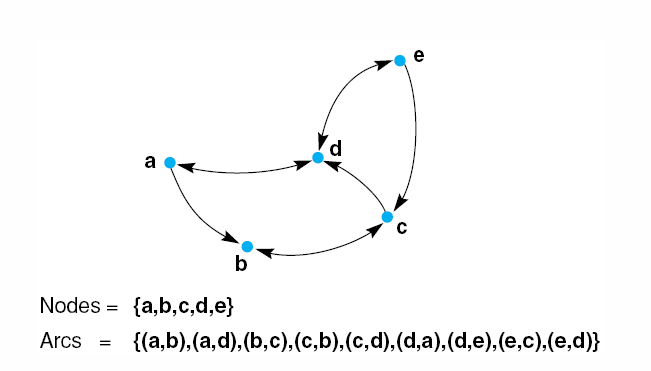 e
d
a
c
b
Nodes = {a,b,c,d,e}
Arcs = {(a,b),(a,d),(b,c),(c,b),(c,d),(d,a),(d,e),(e,c),(e,d)}